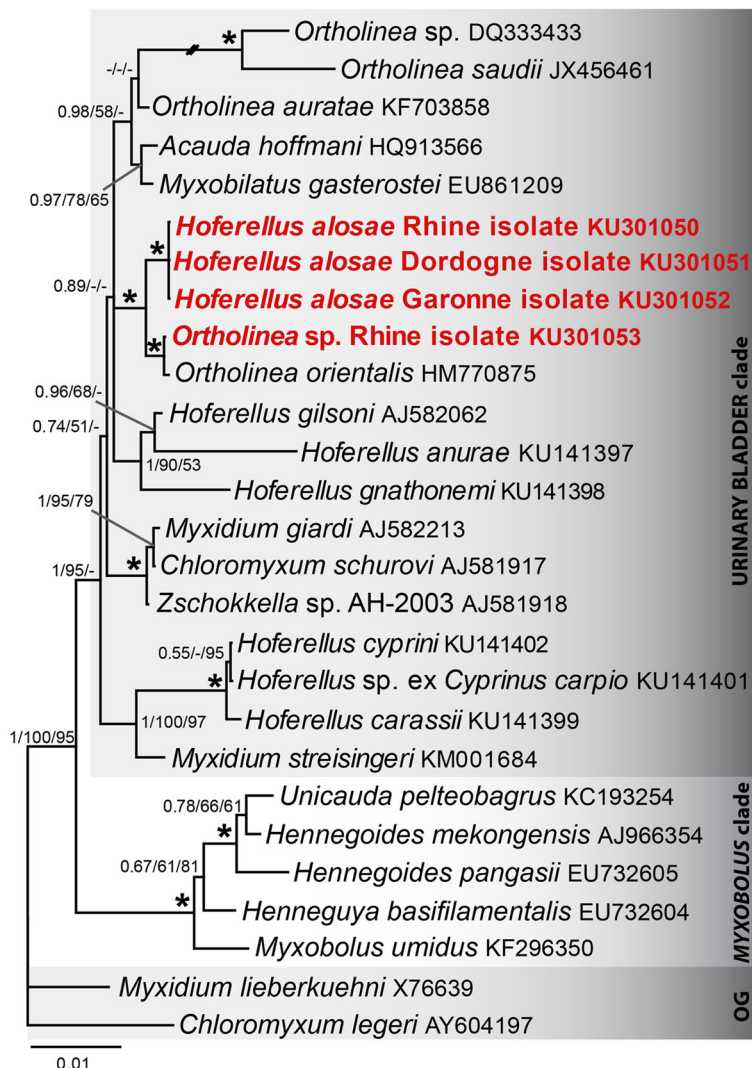 * Ortholinea sp. DQ333433
Ortholinea saudii JX456461
-/-/-
0.98/58/-
Ortholinea auratae KF703858
Acauda hoffmani HQ913566
Myxobilatus gasterostei EU861209
0.97/78/65
Hoferellus alosae Rhine isolate KU301050
*
Hoferellus alosae Dordogne isolate KU301051
0.89/-/-
*
Hoferellus alosae Garonne isolate KU301052
Ortholinea sp. Rhine isolate KU301053
*
Ortholinea orientalis HM770875
0.96/68/-
Hoferellus gilsoni AJ582062
0.74/51/-
Hoferellus anurae KU141397
1/90/53
Hoferellus gnathonemi KU141398
1/95/79
Myxidium giardi AJ582213
*
Chloromyxum schurovi AJ581917
1/95/-
Zschokkella sp. AH-2003 AJ581918
URINARY BLADDER clade
Hoferellus cyprini KU141402
0.55/-/95
*
Hoferellus sp. ex Cyprinus carpio KU141401
Hoferellus carassii KU141399
1/100/97
1/100/95
Myxidium streisingeri KM001684
Unicauda pelteobagrus KC193254
0.78/66/61
*
Hennegoides mekongensis AJ966354
0.67/61/81
Hennegoides pangasii EU732605
*
Henneguya basifilamentalis EU732604
Myxobolus umidus KF296350
MYXOBOLUS clade
Myxidium lieberkuehni X76639
Chloromyxum legeri AY604197
OG
0.01